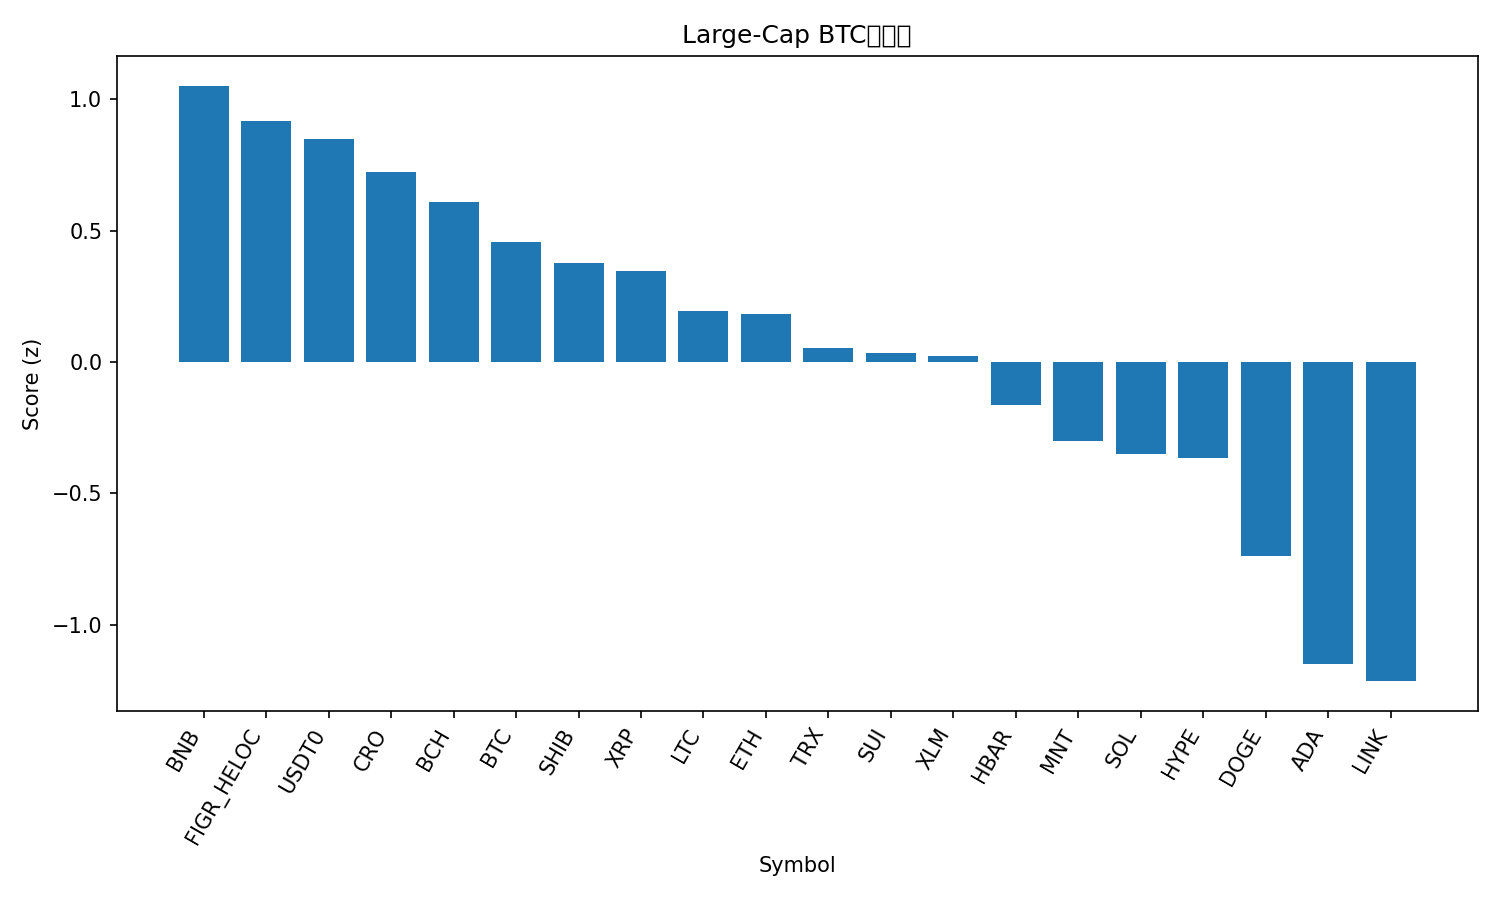 Large-Cap BTC
1.0
0.5
0.0
−0.5
−1.0
Score (z)
BNB
FIGR_HELOC
USDT0
CRO
BCH
BTC
SHIB
XRP
LTC
ETH
TRX
SUI
XLM
HBAR
MNT
SOL
HYPE
DOGE
ADA
LINK
Symbol